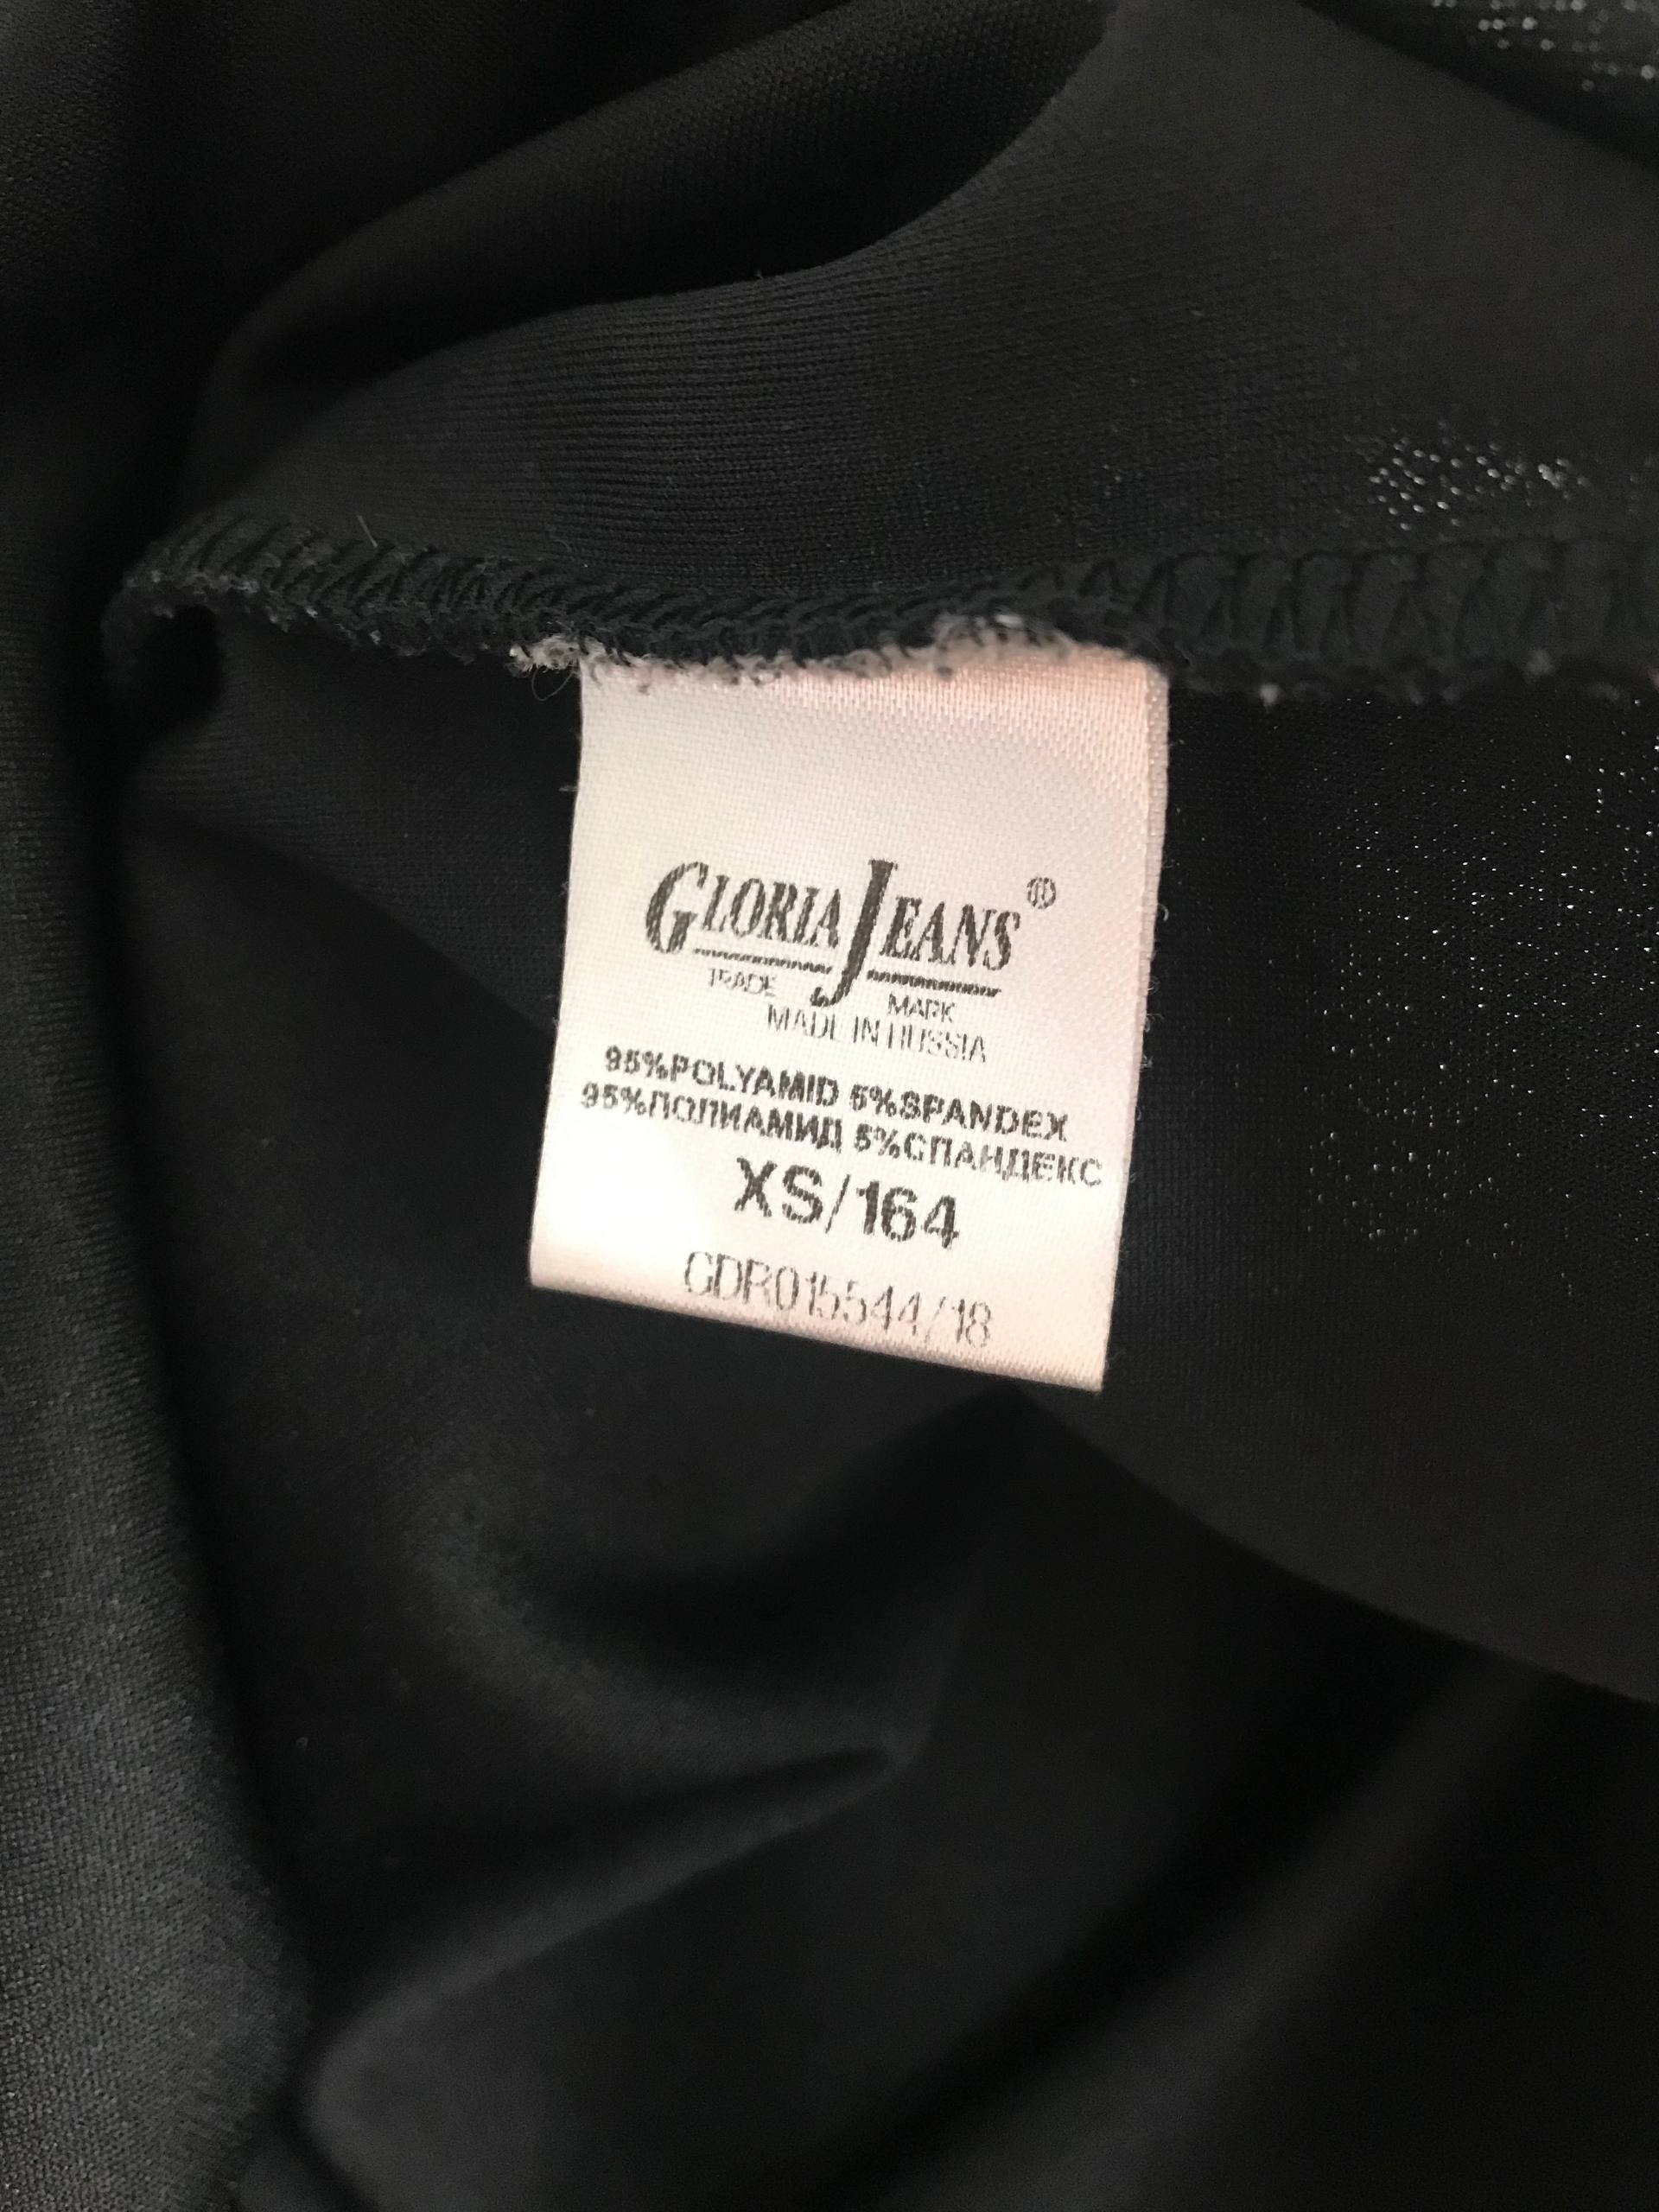 GLORIA JEANS®
TRADE MARK
MADE IN RUSSIA
95%POLYAMID 5%SPANDEX
95%ПОЛИАМИД 5%СПАНДЕКС
XS/164
GDR015544/18